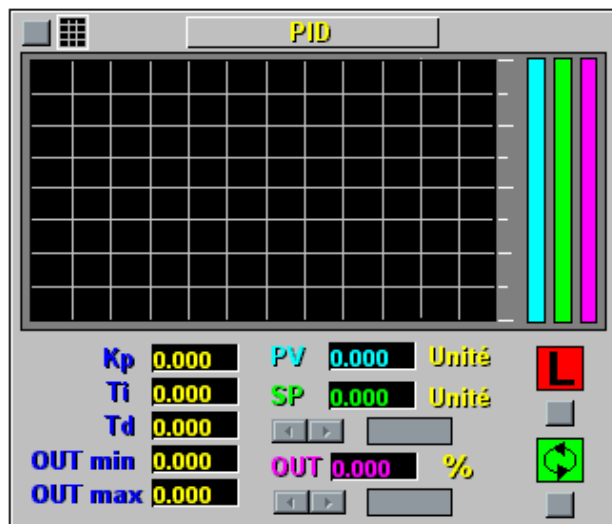 PID
Kp 0.000
Ti 0.000
Td 0.000
OUT min 0.000
OUT max 0.000
PV 0.000 Unité
SP 0.000 Unité
OUT 0.000 %
L